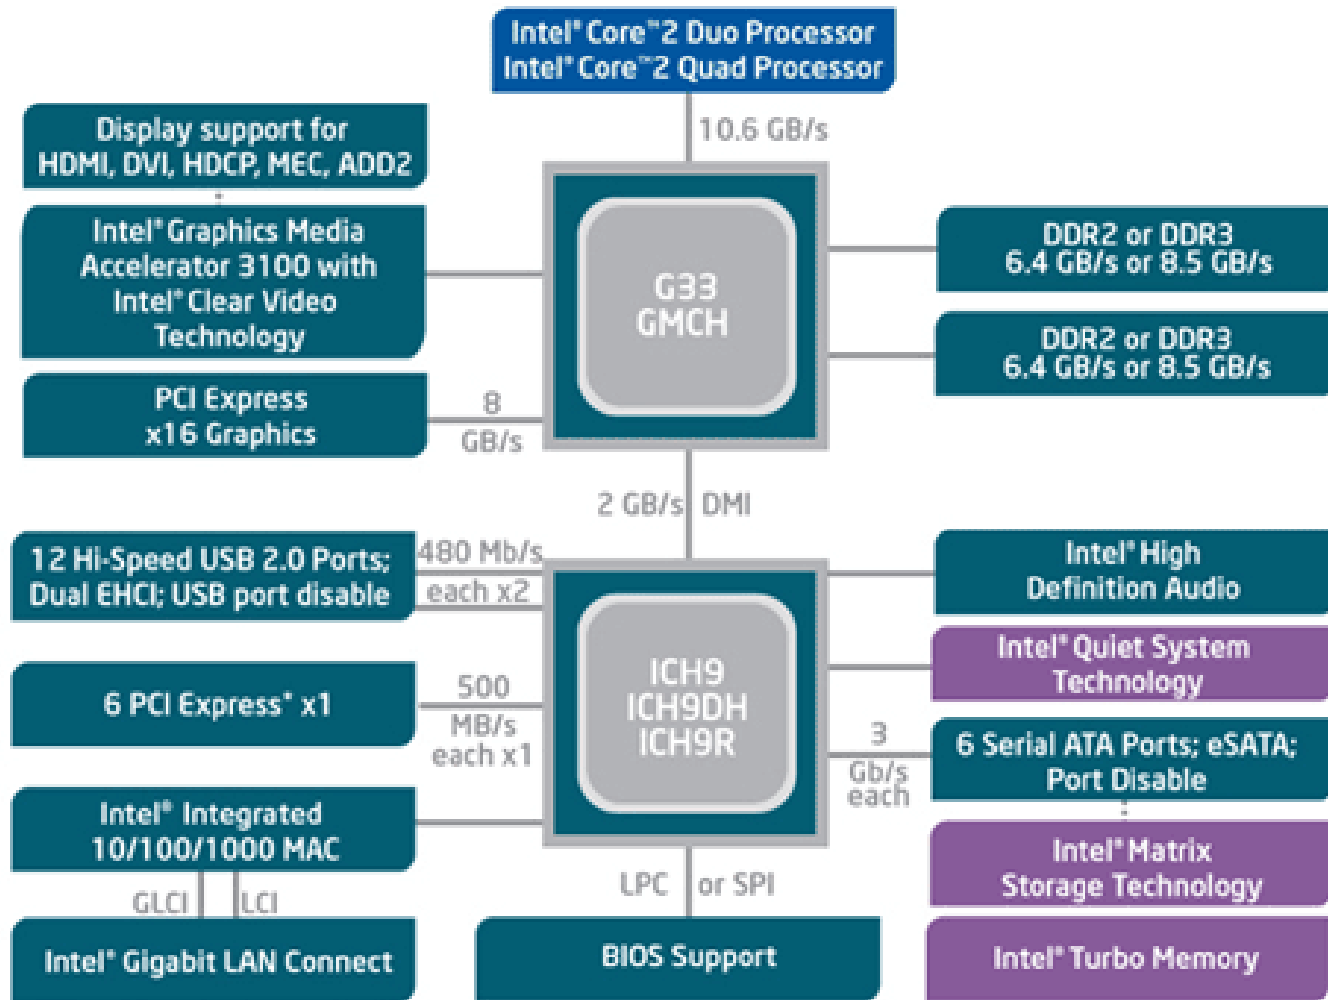 Intel® Core™2 Duo Processor
Intel® Core™2 Quad Processor
10.6 GB/s
Display support for
HDMI, DVI, HDCP, MEC, ADD2
Intel® Graphics Media
Accelerator 3100 with
Intel® Clear Video
Technology
PCI Express
x16 Graphics
8
GB/s
G33
GMCH
DDR2 or DDR3
6.4 GB/s or 8.5 GB/s
DDR2 or DDR3
6.4 GB/s or 8.5 GB/s
2 GB/s DMI
12 Hi-Speed USB 2.0 Ports;
Dual EHCI; USB port disable
480 Mb/s
each x2
6 PCI Express* x1
500
MB/s
each x1
Intel® Integrated
10/100/1000 MAC
GLCI LCI
Intel® Gigabit LAN Connect
ICH9
ICH9DH
ICH9R
LPC or SPI
BIOS Support
Intel® High
Definition Audio
Intel® Quiet System
Technology
3
Gb/s
each
6 Serial ATA Ports; eSATA;
Port Disable
Intel® Matrix
Storage Technology
Intel® Turbo Memory